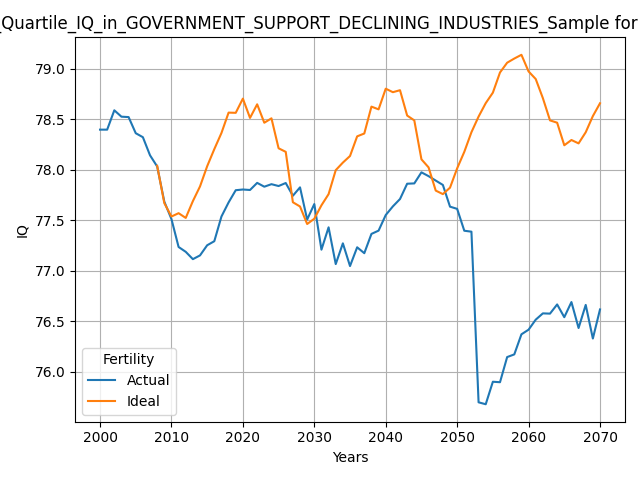 _Quartile_IQ_in_GOVERNMENT_SUPPORT_DECLINING_INDUSTRIES_Sample for
79.0
78.5
78.0
77.5
77.0
76.5
76.0
IQ
Fertility
Actual
Ideal
2000 2010 2020 2030 2040 2050 2060 2070
Years